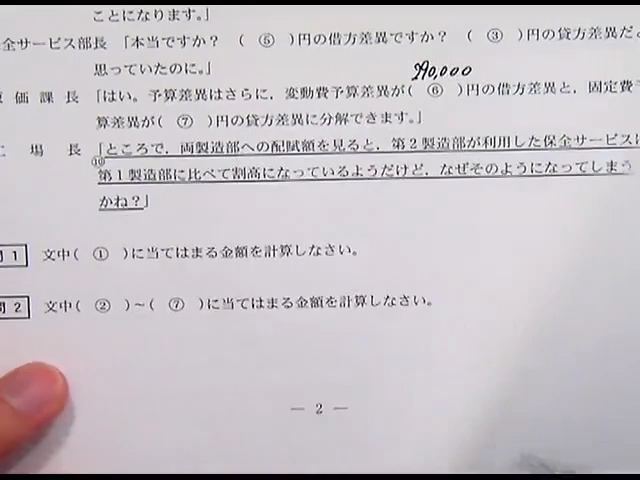 ことになります。」
全サービス部長 「本当ですか? ( ⑤ )円の借方差異ですか? ( ③ )円の貸方差異だと
思っていたのに。」
価課長 「はい。予算差異はさらに，変動費予算差異が( ⑥ )円の借方差異と，固定費予
算差異が( ⑦ )円の貸方差異に分解できます。」
場長 「ところで，両製造部への配賦額を見ると，第2製造部が利用した保全サービスは
⑩
第1製造部に比べて割高になっているようだけど，なぜそのようになってしまう
かね？」
問1 文中( ① )に当てはまる金額を計算しなさい。
問2 文中( ② )～( ⑦ )に当てはまる金額を計算しなさい。
— 2 —